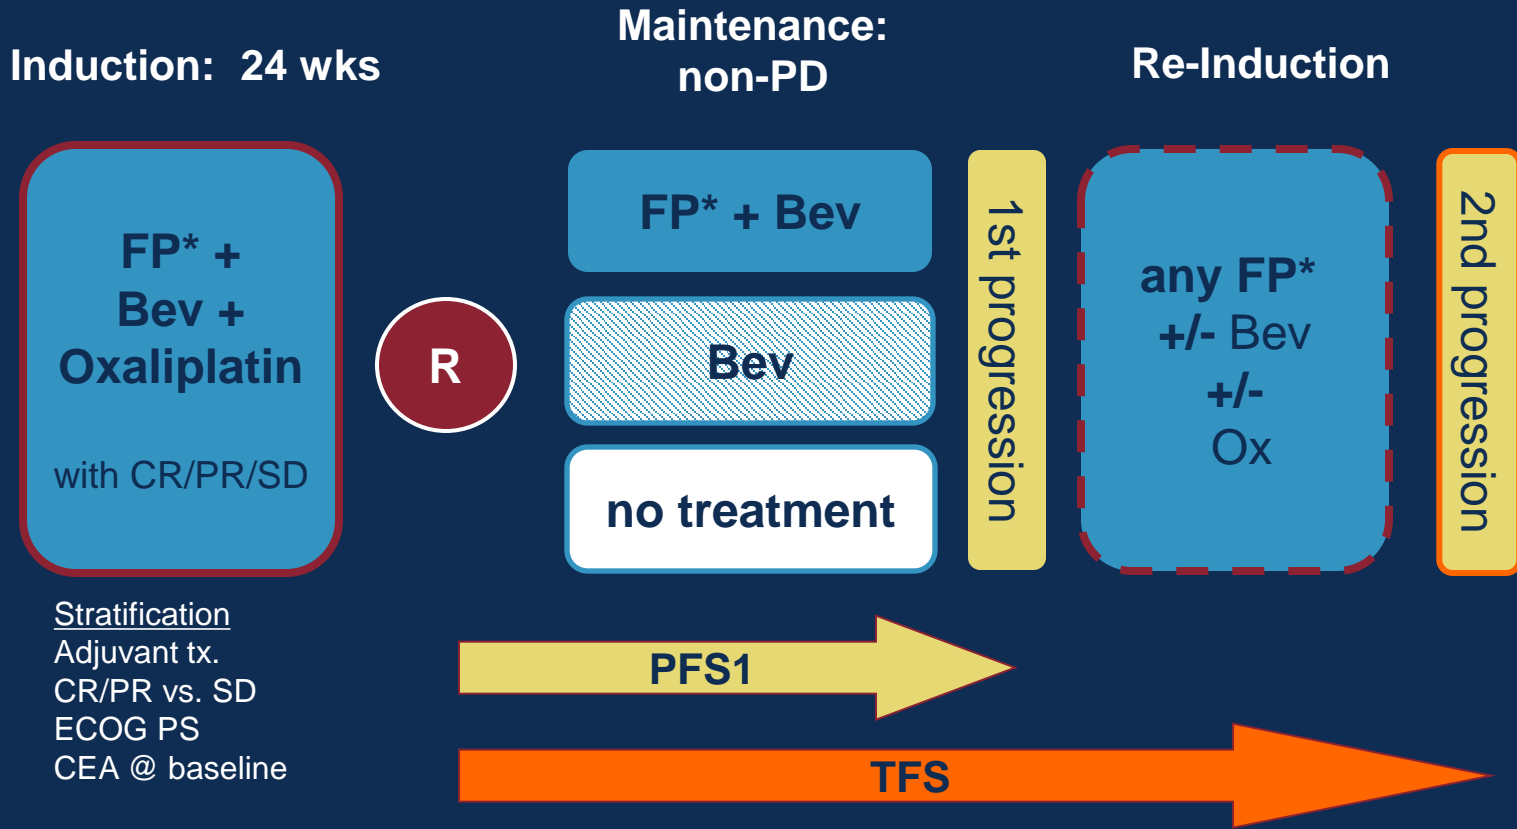 Induction:  24 wks
Maintenance:
non-PD
Re-Induction
FP* +
Bev +
Oxaliplatin
with CR/PR/SD
R
FP* + Bev
Bev
no treatment
1st progression
any FP*
+/- Bev
+/-
Ox
2nd progression
Stratification
Adjuvant tx.
CR/PR vs. SD
ECOG PS
CEA @ baseline
PFS1
TFS